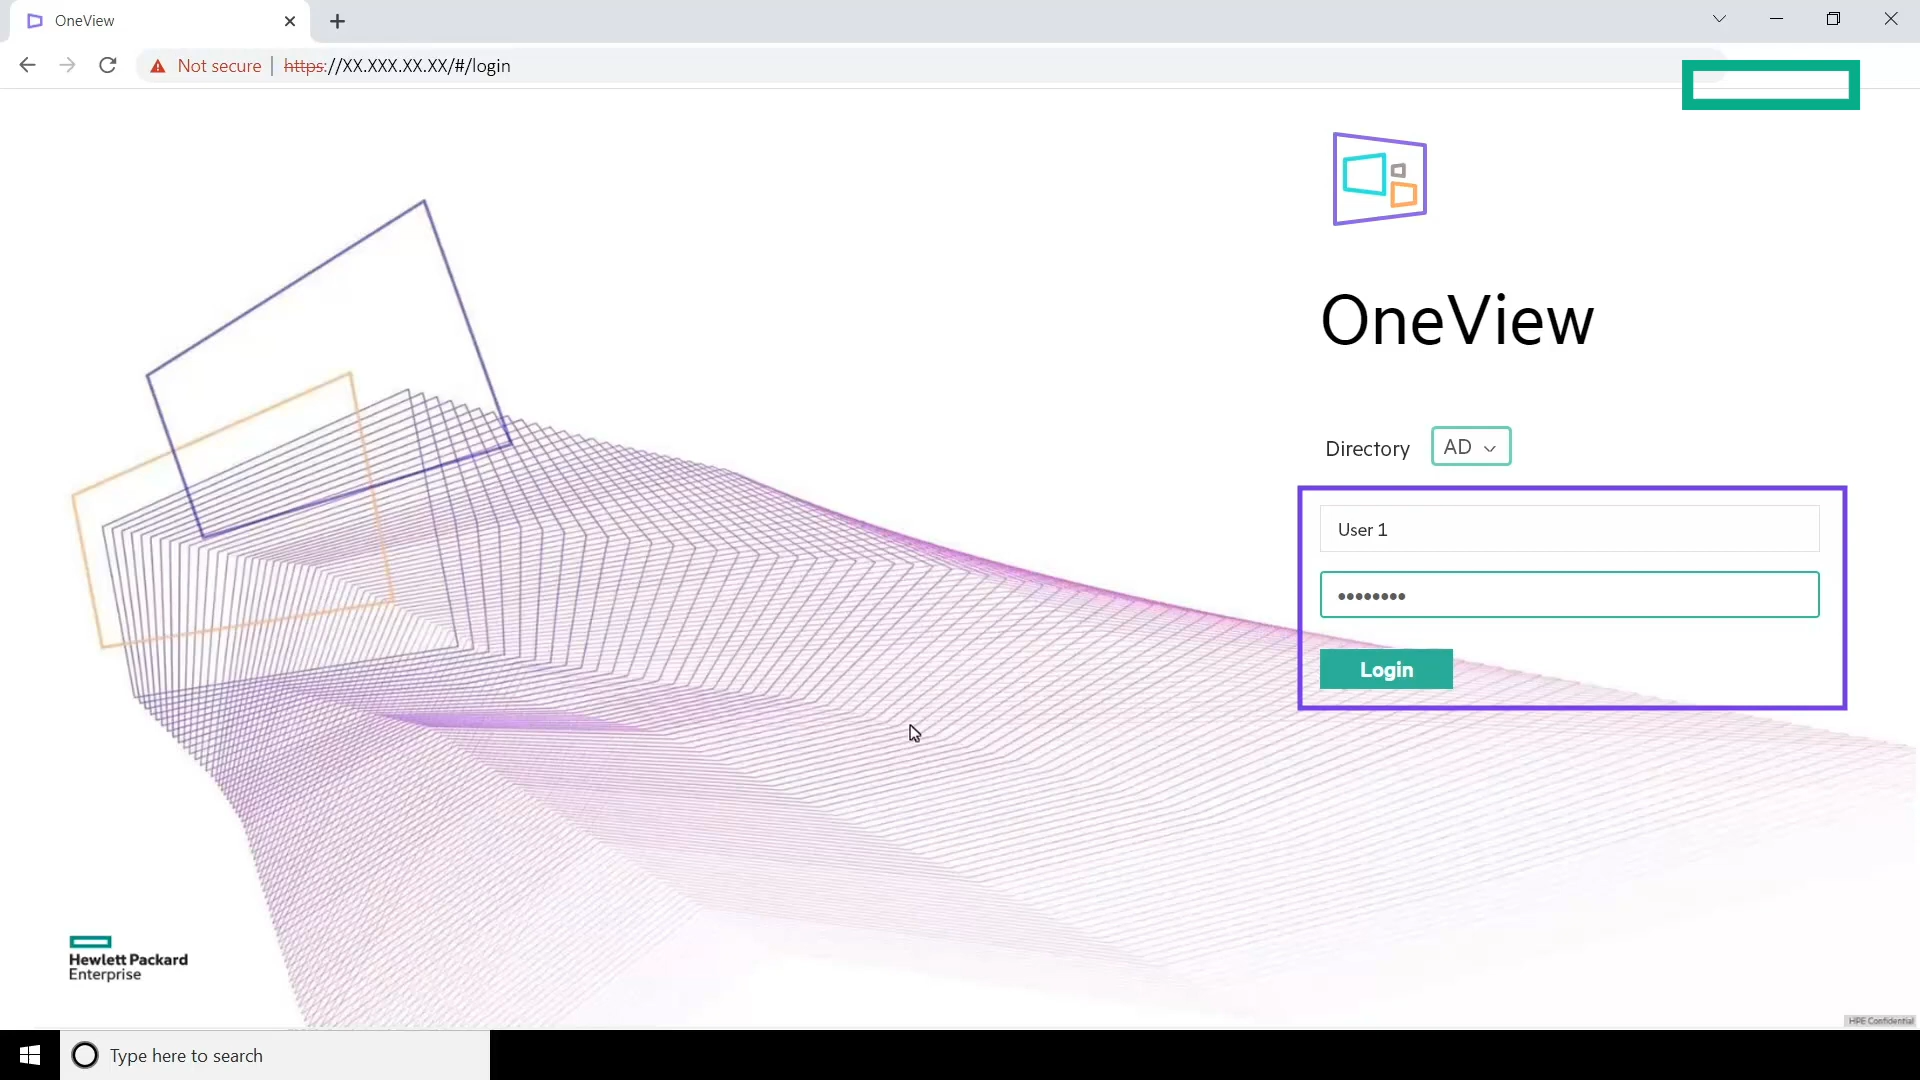 OneView
Not secure
https://XX.XXX.XX.XX/#/login
OneView
Directory
AD
User 1
••••••••
Login
Hewlett Packard
Enterprise
HPE Confidential
Type here to search